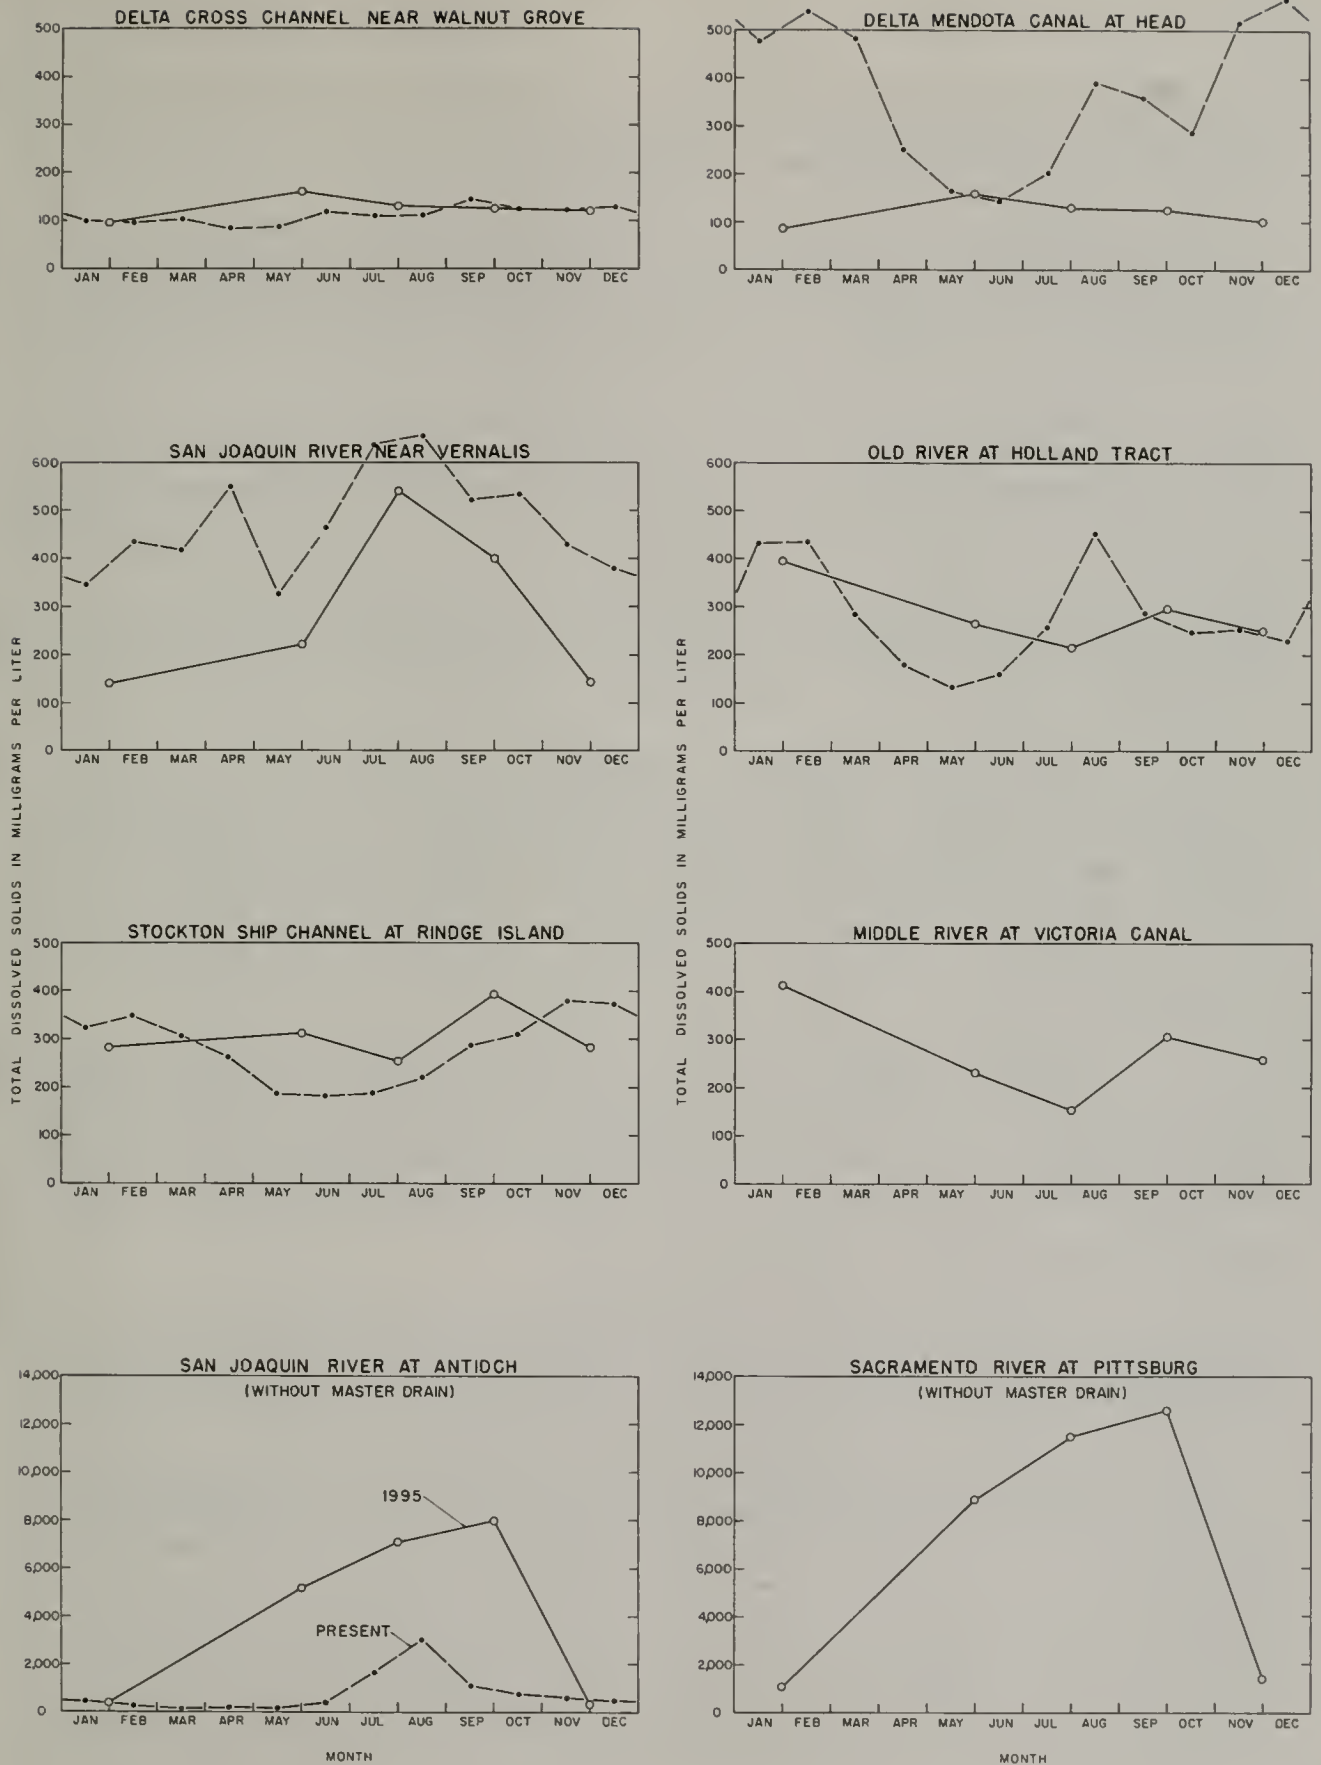 DELTA CROSS CHANNEL NEAR WALNUT GROVE
500
400
300
200
100
0
JAN FEB MAR APR MAY JUN JUL AUG SEP OCT NOV DEC
DELTA MENDOTA CANAL AT HEAD
500
400
300
200
100
0
JAN FEB MAR APR MAY JUN JUL AUG SEP OCT NOV DEC
SAN JOAQUIN RIVER NEAR VERNALIS
600
500
400
300
200
100
0
JAN FEB MAR APR MAY JUN JUL AUG SEP OCT NOV DEC
OLD RIVER AT HOLLAND TRACT
600
500
400
300
200
100
0
JAN FEB MAR APR MAY JUN JUL AUG SEP OCT NOV DEC
TOTAL DISSOLVED SOLIDS IN MILLIGRAMS PER LITER
TOTAL DISSOLVED SOLIDS IN MILLIGRAMS PER LITER
STOCKTON SHIP CHANNEL AT RINDGE ISLAND
500
400
300
200
100
0
JAN FEB MAR APR MAY JUN JUL AUG SEP OCT NOV DEC
MIDDLE RIVER AT VICTORIA CANAL
500
400
300
200
100
0
JAN FEB MAR APR MAY JUN JUL AUG SEP OCT NOV DEC
SAN JOAQUIN RIVER AT ANTIOCH
(WITHOUT MASTER DRAIN)
14,000
12,000
10,000
8,000
6,000
4,000
2,000
0
1995
PRESENT
JAN FEB MAR APR MAY JUN JUL AUG SEP OCT NOV DEC
MONTH
SACRAMENTO RIVER AT PITTSBURG
(WITHOUT MASTER DRAIN)
14,000
12,000
10,000
8,000
6,000
4,000
2,000
0
JAN FEB MAR APR MAY JUN JUL AUG SEP OCT NOV DEC
MONTH